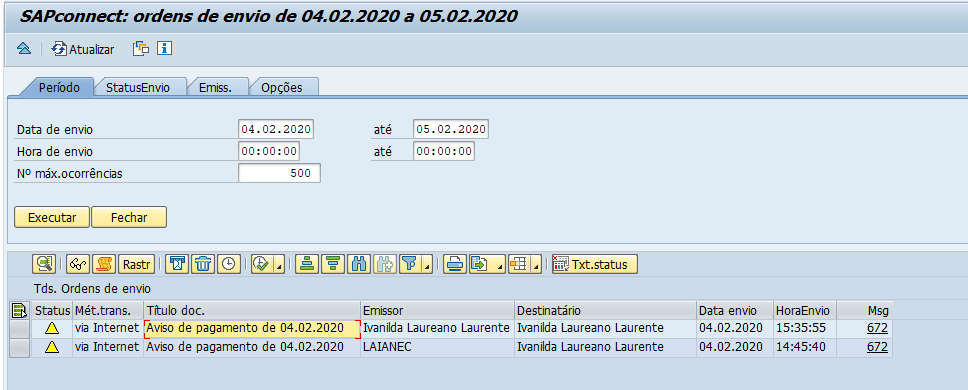 SAPconnect: ordens de envio de 04.02.2020 a 05.02.2020
Atualizar
Período StatusEnvio Emiss. Opções
Data de envio 04.02.2020 até 05.02.2020
Hora de envio 00:00:00 até 00:00:00
Nº máx.ocorrências 500
Executar Fechar
Rastr Txt.status
Tds. Ordens de envio
Status Mét.trans. Título doc. Emissor Destinatário Data envio HoraEnvio Msg
via Internet Aviso de pagamento de 04.02.2020 Ivanilda Laureano Laurente Ivanilda Laureano Laurente 04.02.2020 15:35:55 672
via Internet Aviso de pagamento de 04.02.2020 LAIANEC Ivanilda Laureano Laurente 04.02.2020 14:45:40 672